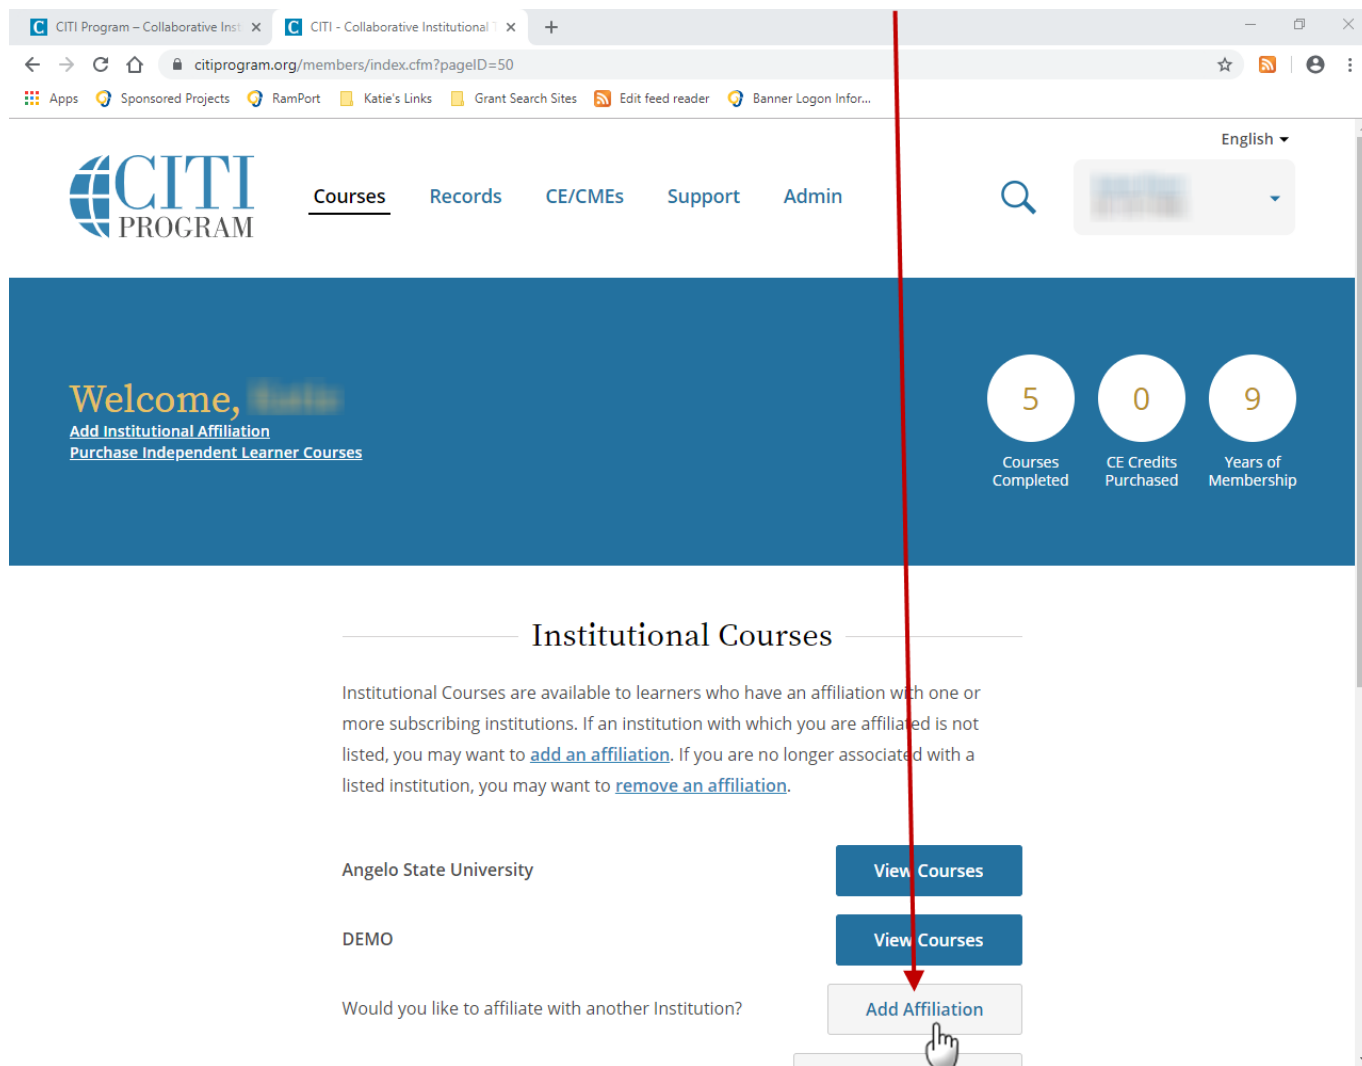 CITI Program – Collaborative Inst
CITI - Collaborative Institutional T
citiprogram.org/members/index.cfm?pageID=50
Apps Sponsored Projects RamPort Katie's Links Grant Search Sites Edit feed reader Banner Logon Infor...
English
CITI
PROGRAM
Courses Records CE/CMEs Support Admin
Welcome,
Add Institutional Affiliation
Purchase Independent Learner Courses
5 0 9
Courses Completed
CE Credits Purchased
Years of Membership
Institutional Courses
Institutional Courses are available to learners who have an affiliation with one or
more subscribing institutions. If an institution with which you are affiliated is not
listed, you may want to add an affiliation. If you are no longer associated with a
listed institution, you may want to remove an affiliation.
Angelo State University View Courses
DEMO View Courses
Would you like to affiliate with another Institution? Add Affiliation